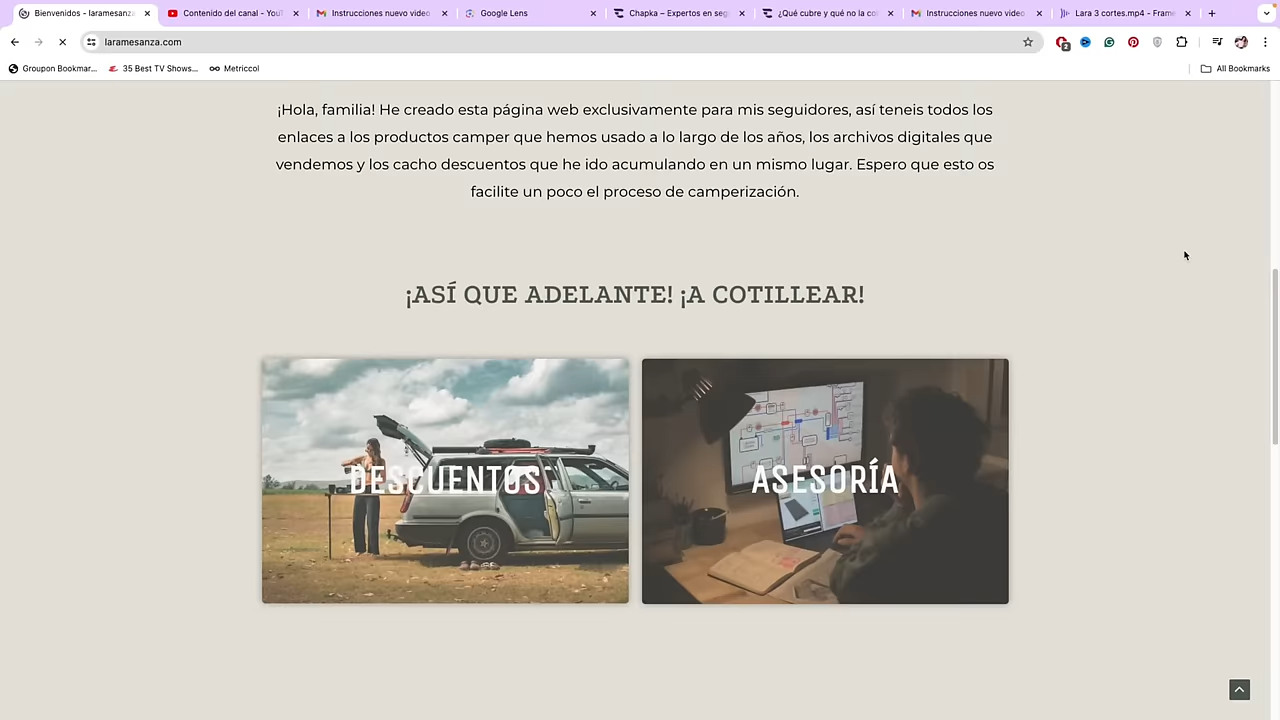 Bienvenidos - laramesanza
Contenido del canal - You
Instrucciones nuevo video
Google Lens
Chapka – Expertos en seg
¿Qué cubre y qué no la co
Instrucciones nuevo video
Lara 3 cortes.mp4 - Frame
laramesanza.com
2
Groupon Bookmar...
35 Best TV Shows...
Metriccol
All Bookmarks
¡Hola, familia! He creado esta página web exclusivamente para mis seguidores, así teneis todos los
enlaces a los productos camper que hemos usado a lo largo de los años, los archivos digitales que
vendemos y los cacho descuentos que he ido acumulando en un mismo lugar. Espero que esto os
facilite un poco el proceso de camperización.
¡ASÍ QUE ADELANTE! ¡A COTILLEAR!
DESCUENTOS
ASESORÍA